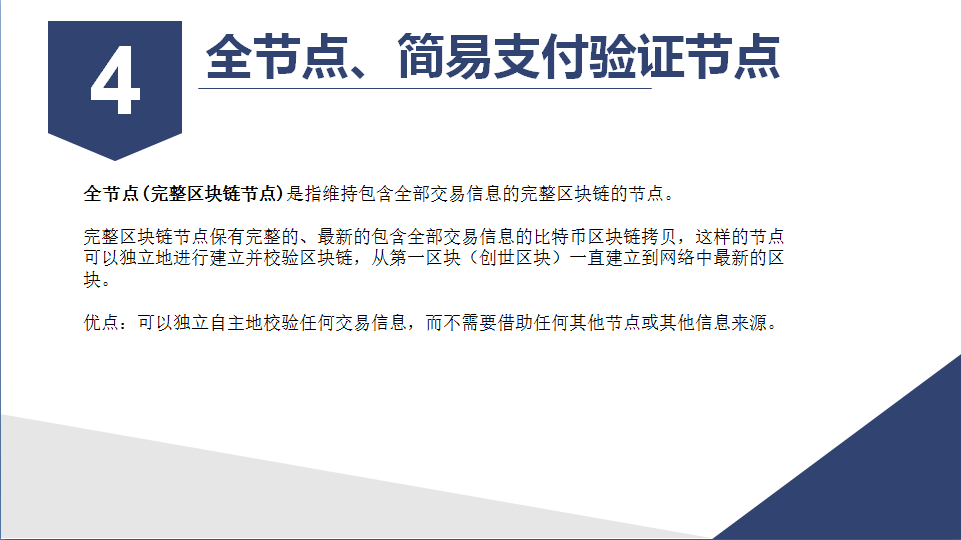 4
全节点、简易支付验证节点
全节点(完整区块链节点)是指维持包含全部交易信息的完整区块链的节点。
完整区块链节点保有完整的、最新的包含全部交易信息的比特币区块链拷贝，这样的节点
可以独立地进行建立并校验区块链，从第一区块（创世区块）一直建立到网络中最新的区
块。
优点：可以独立自主地校验任何交易信息，而不需要借助任何其他节点或其他信息来源。